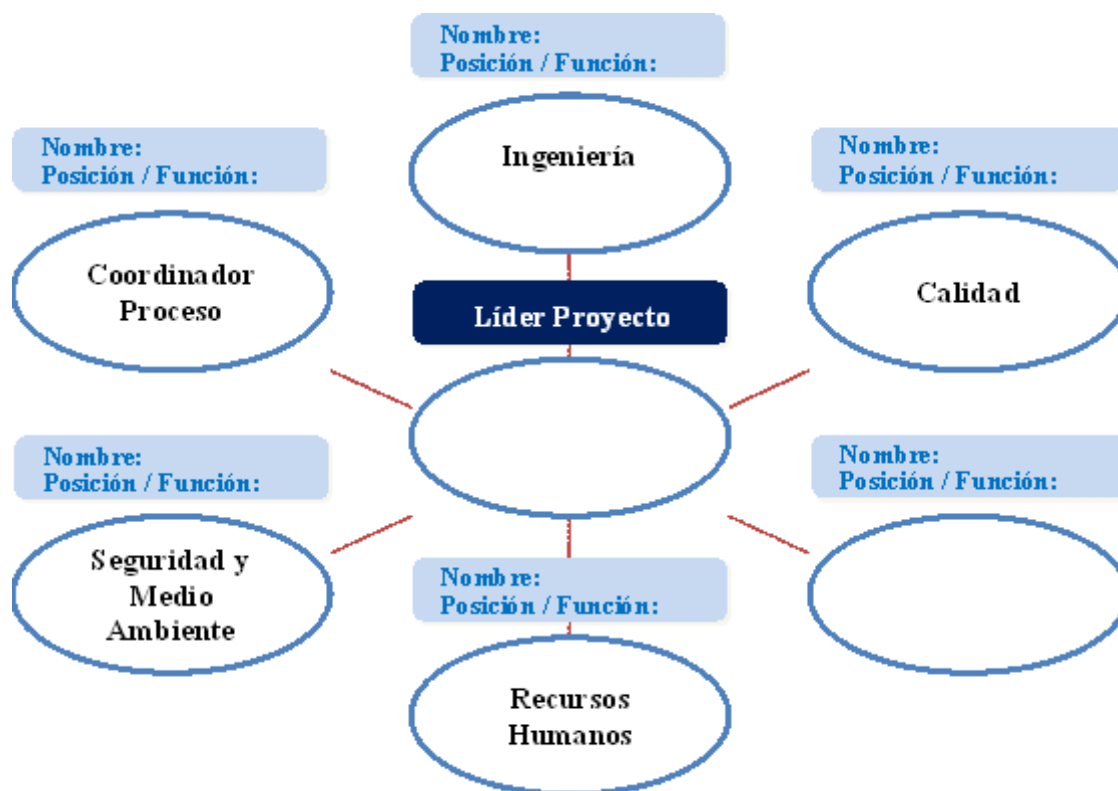 Nombre:
Posición / Función:
Ingeniería
Nombre:
Posición / Función:
Coordinador
Proceso
Nombre:
Posición / Función:
Calidad
Líder Proyecto
Nombre:
Posición / Función:
Seguridad y
Medio
Ambiente
Nombre:
Posición / Función:
Nombre:
Posición / Función:
Recursos
Humanos